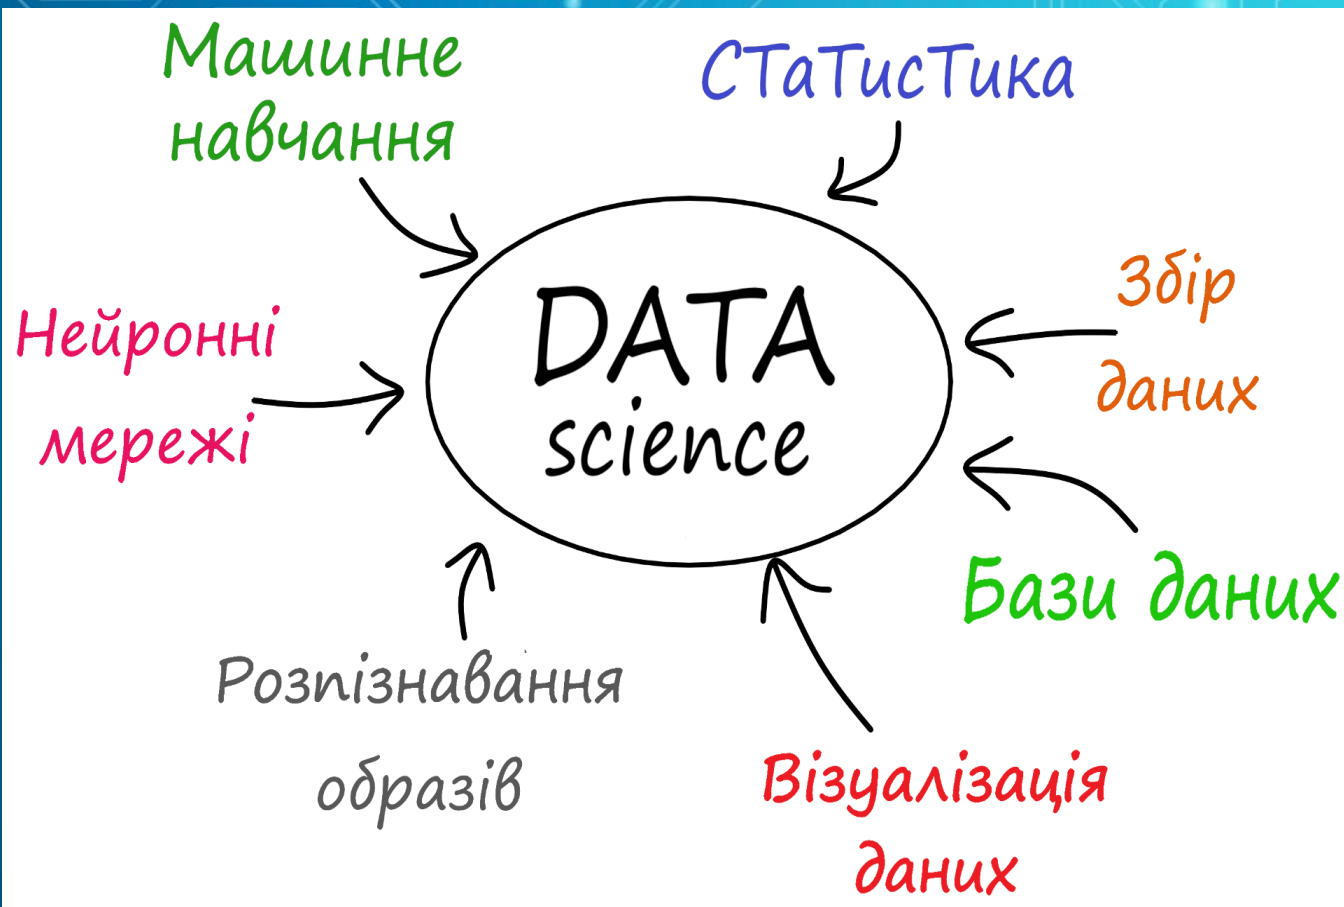 Машинне
навчання
Статистика
Нейронні
мережі
DATA
science
Збір
даних
Бази даних
Розпізнавання
образів
Візуалізація
даних